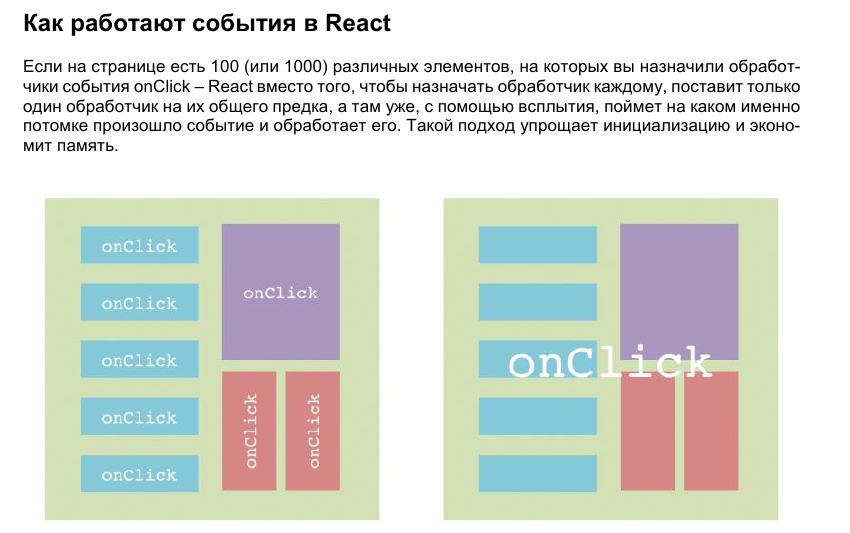 Как работают события в React
Если на странице есть 100 (или 1000) различных элементов, на которых вы назначили обработ-
чики события onClick – React вместо того, чтобы назначать обработчик каждому, поставит только
один обработчик на их общего предка, а там уже, с помощью всплытия, поймет на каком именно
потомке произошло событие и обработает его. Такой подход упрощает инициализацию и эконо-
мит память.
onClick
onClick
onClick
onClick
onClick
onClick
onClick
onClick
onClick